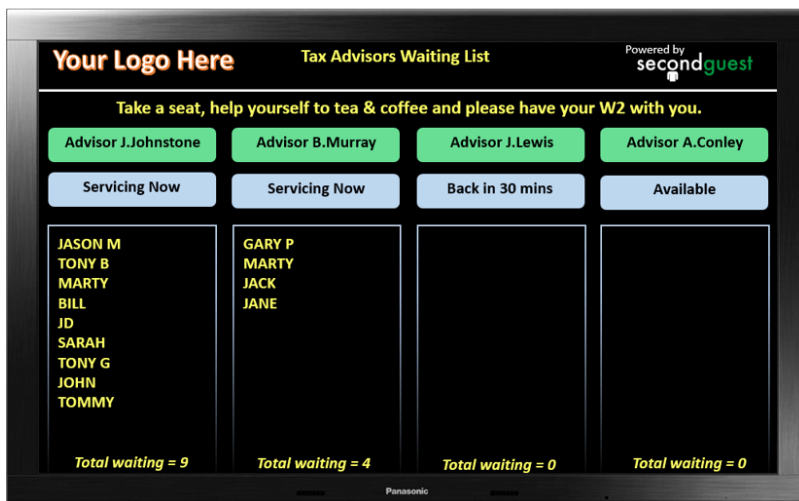 Your Logo Here
Tax Advisors Waiting List
Powered by
secondguest
Take a seat, help yourself to tea & coffee and please have your W2 with you.
Advisor J.Johnstone
Advisor B.Murray
Advisor J.Lewis
Advisor A.Conley
Servicing Now
Servicing Now
Back in 30 mins
Available
JASON M
TONY B
MARTY
BILL
JD
SARAH
TONY G
JOHN
TOMMY
Total waiting = 9
GARY P
MARTY
JACK
JANE
Total waiting = 4
Total waiting = 0
Total waiting = 0
Panasonic